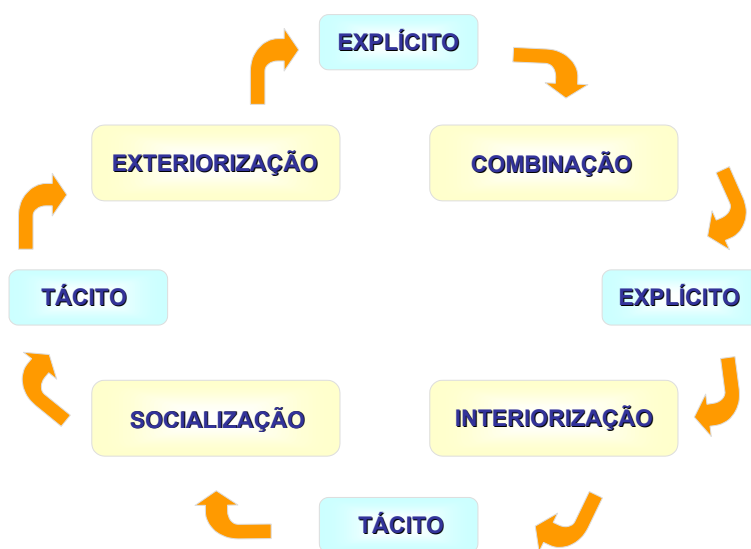 EXPLÍCITO
EXTERIORIZAÇÃO
COMBINAÇÃO
TÁCITO
EXPLÍCITO
SOCIALIZAÇÃO
INTERIORIZAÇÃO
TÁCITO